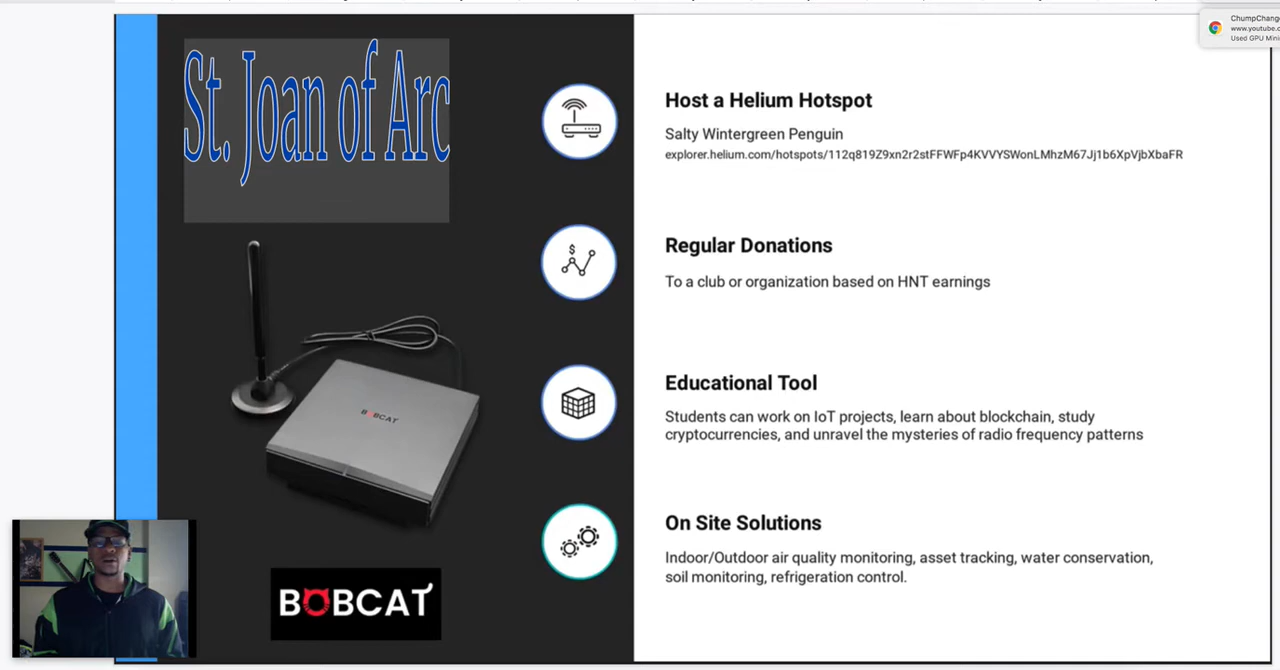 St. Joan of Arc
Host a Helium Hotspot
Salty Wintergreen Penguin
explorer.helium.com/hotspots/112q819Z9xn2r2stFFWFp4KVVYSWonLMhzM67Jj1b6XpVjbXbaFR
Regular Donations
To a club or organization based on HNT earnings
Educational Tool
Students can work on IoT projects, learn about blockchain, study
cryptocurrencies, and unravel the mysteries of radio frequency patterns
On Site Solutions
Indoor/Outdoor air quality monitoring, asset tracking, water conservation,
soil monitoring, refrigeration control.
BOBCAT
BOBCAT
ChumpChange
www.youtube.c
Used GPU Mini